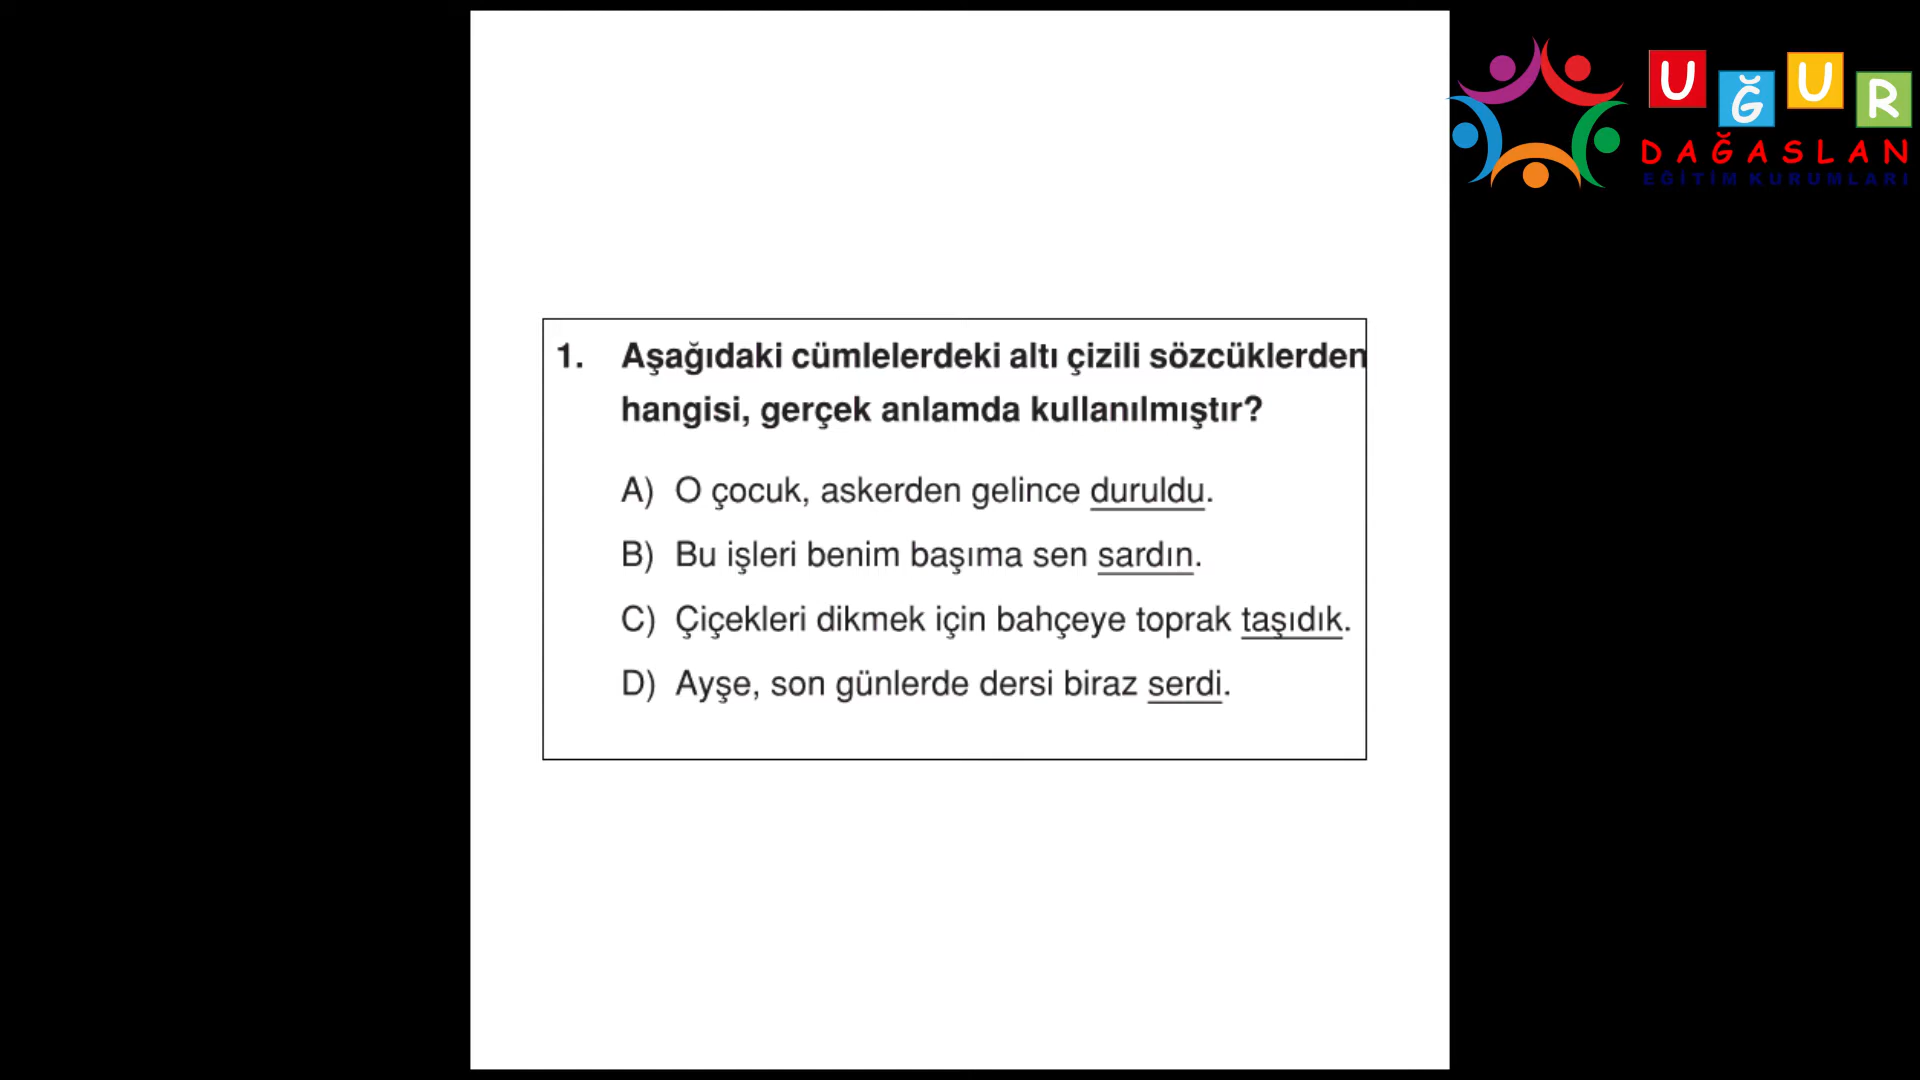 UĞUR
DAĞASLAN
EĞİTİM KURUMLARI
1. Aşağıdaki cümlelerdeki altı çizili sözcüklerden
hangisi, gerçek anlamda kullanılmıştır?
A) O çocuk, askerden gelince duruldu.
B) Bu işleri benim başıma sen sardın.
C) Çiçekleri dikmek için bahçeye toprak taşıdık.
D) Ayşe, son günlerde dersi biraz serdi.